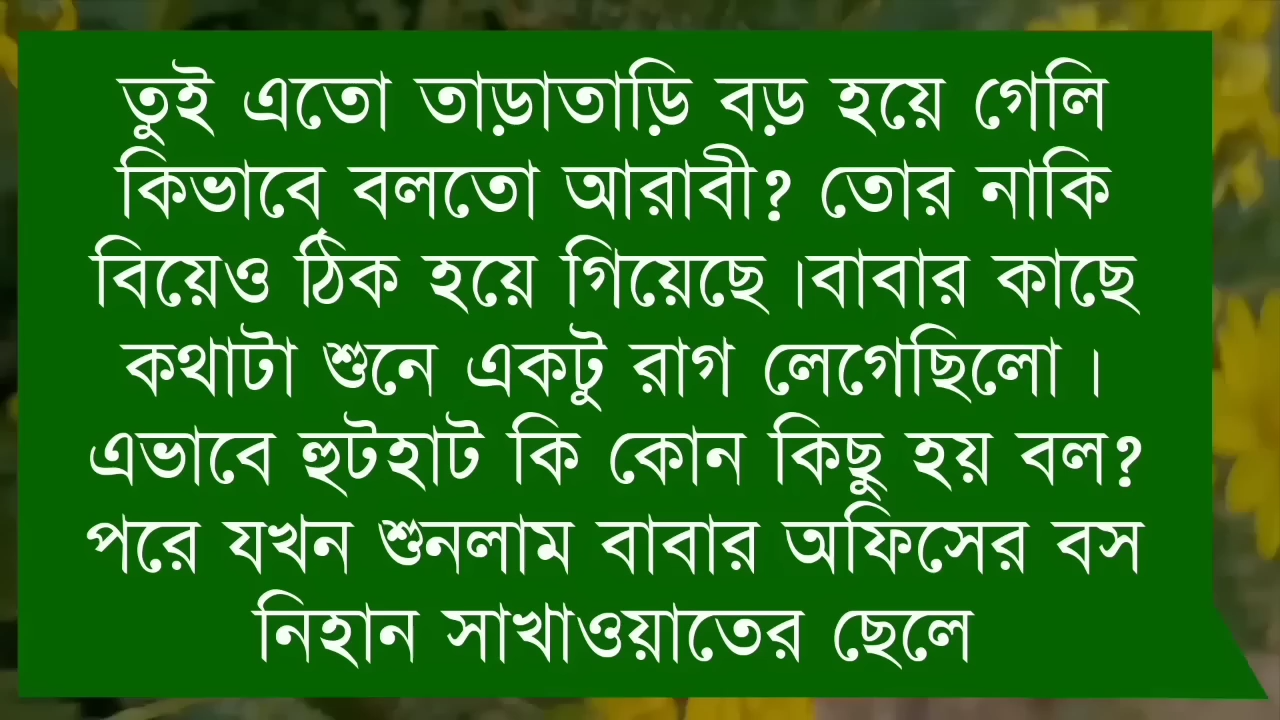 তুই এতো তাড়াতাড়ি বড় হয়ে গেলি
কিভাবে বলতো আরাবী? তোর নাকি
বিয়েও ঠিক হয়ে গিয়েছে।বাবার কাছে
কথাটা শুনে একটু রাগ লেগেছিলো।
এভাবে হুটহাট কি কোন কিছু হয় বল?
পরে যখন শুনলাম বাবার অফিসের বস
নিহান সাখাওয়াতের ছেলে